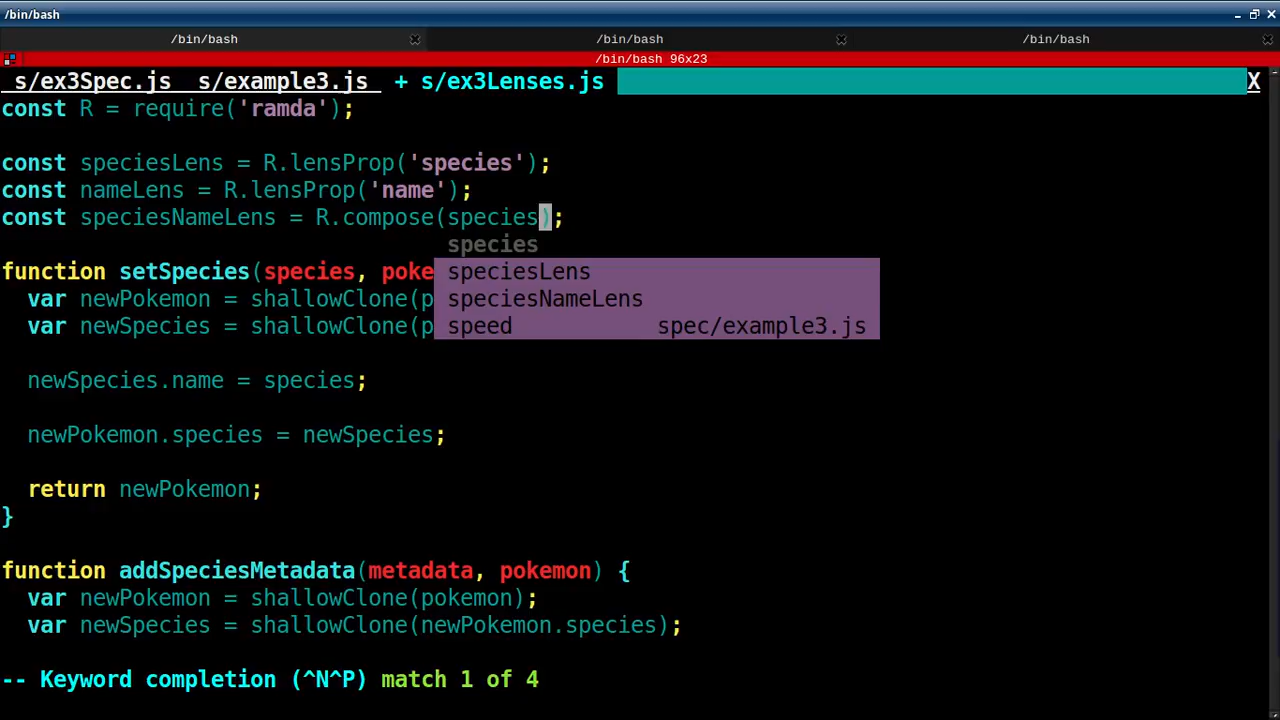 /bin/bash
/bin/bash /bin/bash /bin/bash
/bin/bash 96x23
s/ex3Spec.js s/example3.js + s/ex3Lenses.js X
const R = require('ramda');
const speciesLens = R.lensProp('species');
const nameLens = R.lensProp('name');
const speciesNameLens = R.compose(species);
species
function setSpecies(species, poke
speciesLens
var newPokemon = shallowClone(p
speciesNameLens
var newSpecies = shallowClone(p
speed spec/example3.js
newSpecies.name = species;
newPokemon.species = newSpecies;
return newPokemon;
}
function addSpeciesMetadata(metadata, pokemon) {
var newPokemon = shallowClone(pokemon);
var newSpecies = shallowClone(newPokemon.species);
-- Keyword completion (^N^P) match 1 of 4